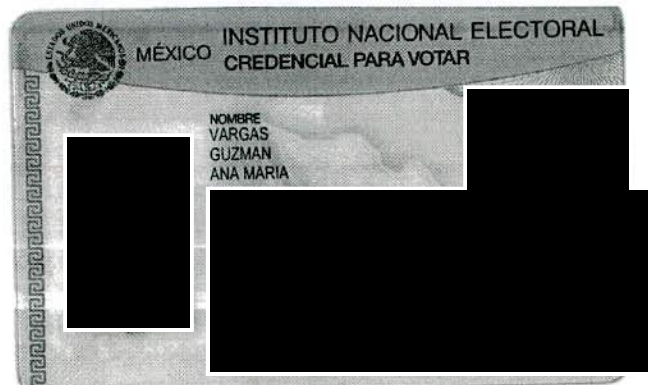 MÉXICO
INSTITUTO NACIONAL ELECTORAL
CREDENCIAL PARA VOTAR
NOMBRE
VARGAS
GUZMAN
ANA MARIA